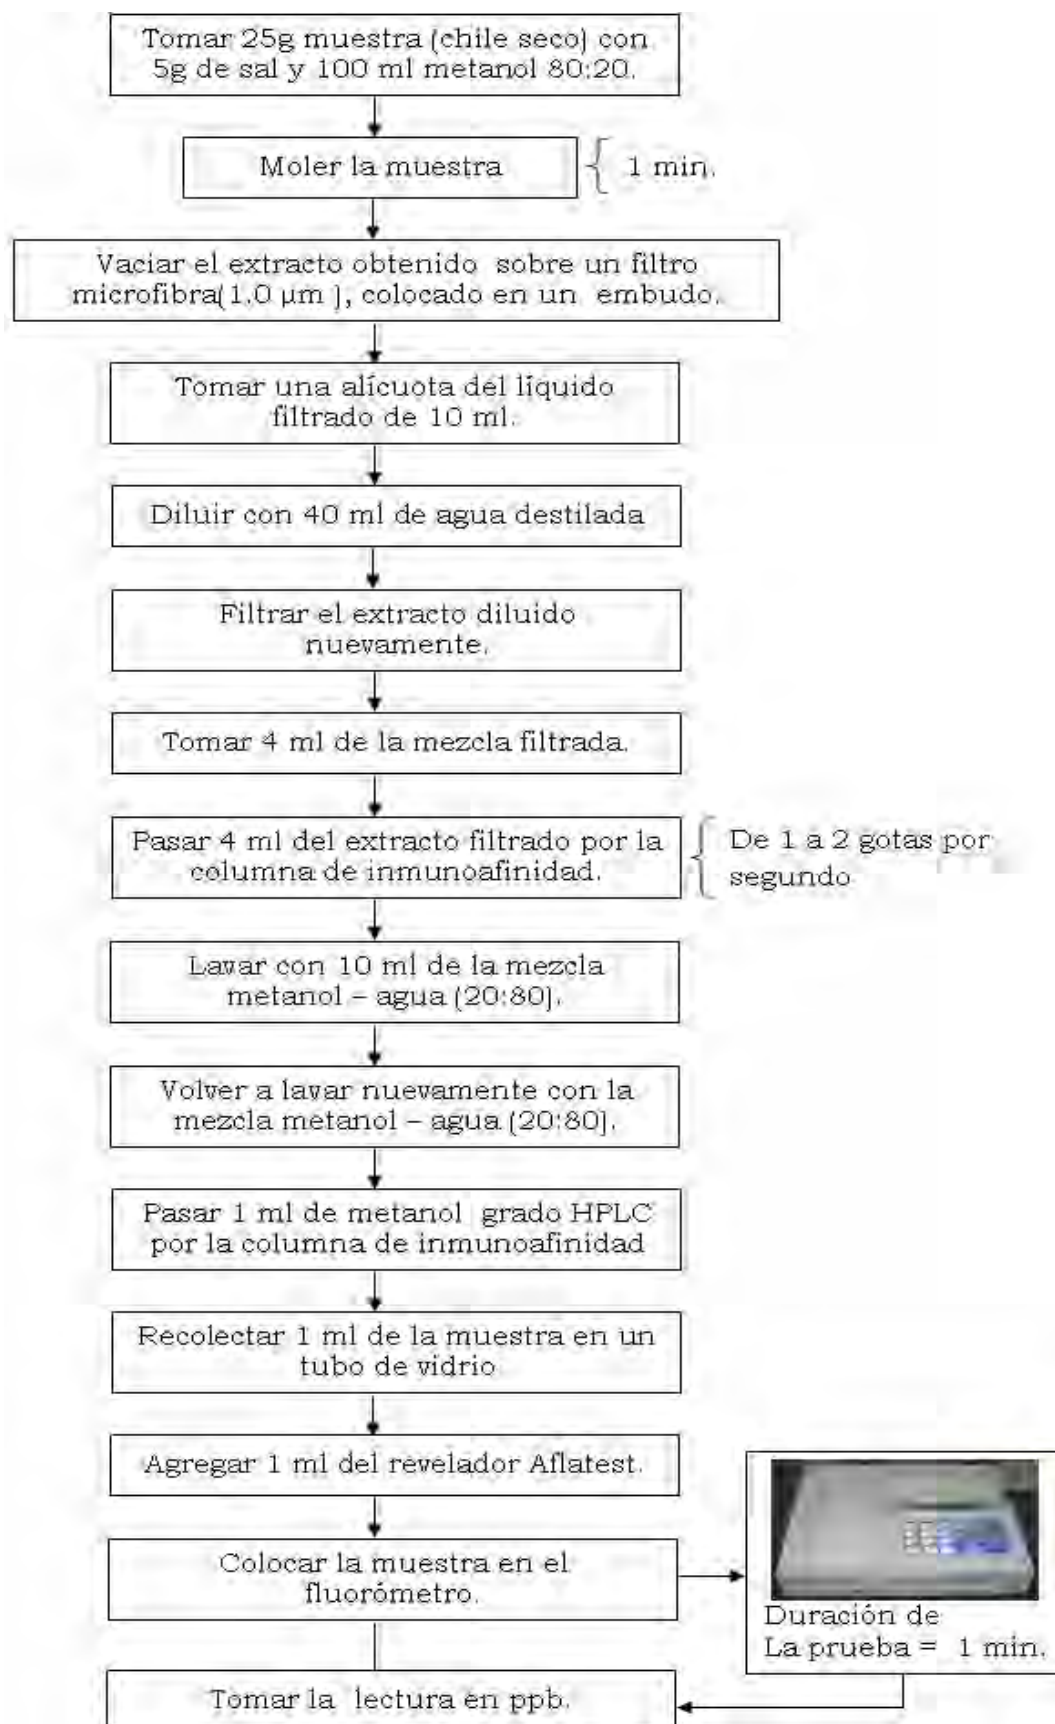 Tomar 25g muestra (chile seco) con
5g de sal y 100 ml metanol 80:20.
Moler la muestra
1 min.
Vaciar el extracto obtenido sobre un filtro
microfibra(1.0 µm ), colocado en un embudo.
Tomar una alícuota del líquido
filtrado de 10 ml.
Diluir con 40 ml de agua destilada
Filtrar el extracto diluido
nuevamente.
Tomar 4 ml de la mezcla filtrada.
Pasar 4 ml del extracto filtrado por la
columna de inmunoafinidad.
De 1 a 2 gotas por
segundo
Lavar con 10 ml de la mezcla
metanol – agua (20:80).
Volver a lavar nuevamente con la
mezcla metanol – agua (20:80).
Pasar 1 ml de metanol grado HPLC
por la columna de inmunoafinidad
Recolectar 1 ml de la muestra en un
tubo de vidrio
Agregar 1 ml del revelador Aflatest.
Colocar la muestra en el
fluorómetro.
Duración de
La prueba = 1 min.
Tomar la lectura en ppb.